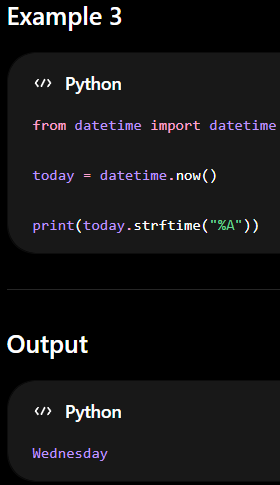 Example 3
Python
from datetime import datetime
today = datetime.now()
print(today.strftime("%A"))
Output
Python
Wednesday